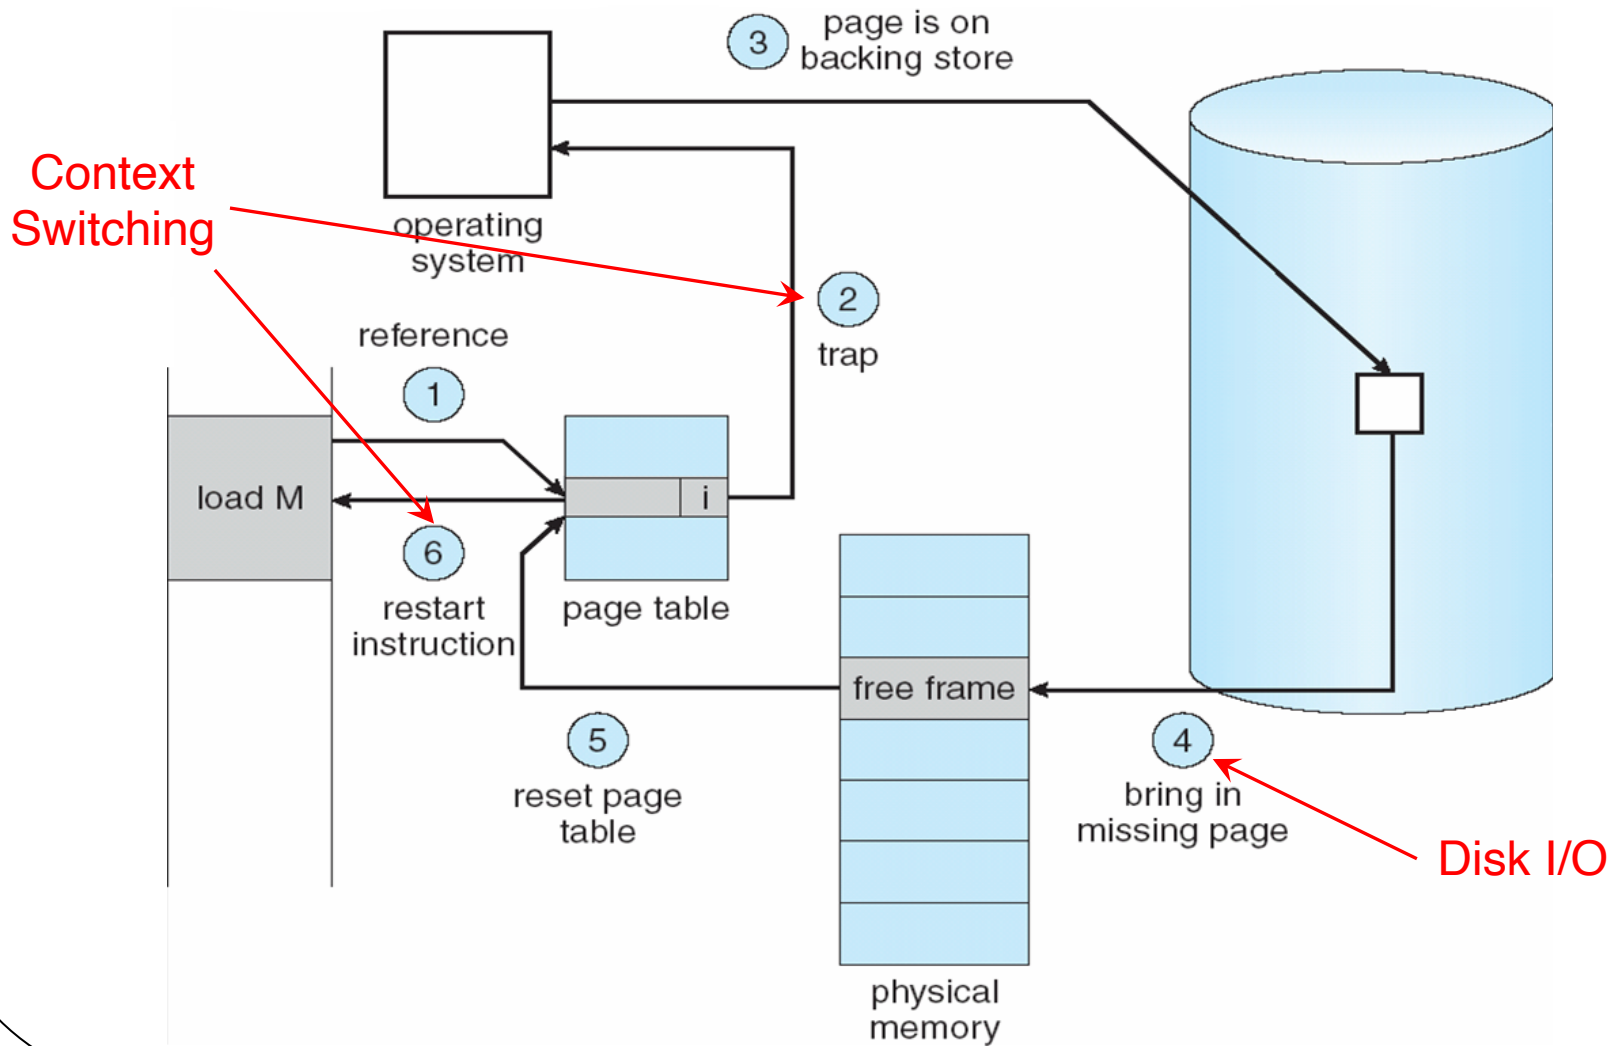 3
page is on
backing store
Context
Switching
operating
system
2
trap
reference
1
load M
i
6
restart
instruction
page table
free frame
5
reset page
table
4
bring in
missing page
Disk I/O
physical
memory